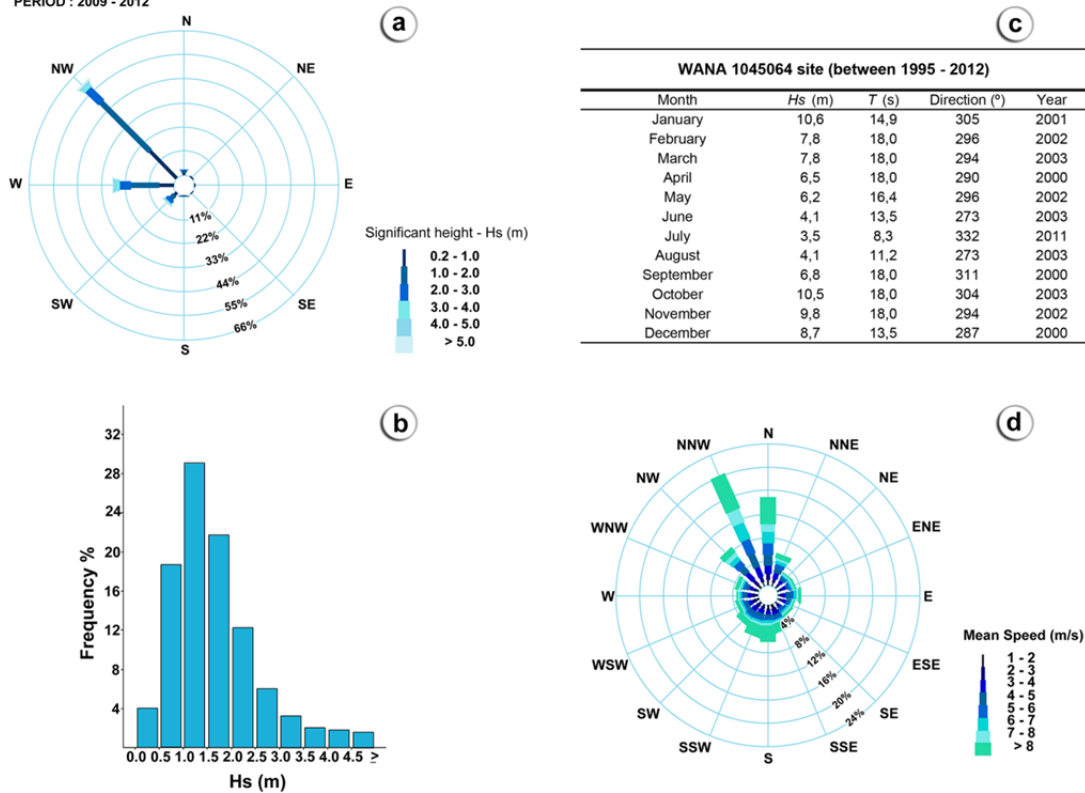 PERIOD : 2009 - 2012
a
N
NW
NE
W
E
SW
SE
S
11%
22%
33%
44%
55%
66%
Significant height - Hs (m)
0.2 - 1.0
1.0 - 2.0
2.0 - 3.0
3.0 - 4.0
4.0 - 5.0
> 5.0
c
WANA 1045064 site (between 1995 - 2012)
Month Hs (m) T (s) Direction (º) Year
January 10,6 14,9 305 2001
February 7,8 18,0 296 2002
March 7,8 18,0 294 2003
April 6,5 18,0 290 2000
May 6,2 16,4 296 2002
June 4,1 13,5 273 2003
July 3,5 8,3 332 2011
August 4,1 11,2 273 2003
September 6,8 18,0 311 2000
October 10,5 18,0 304 2003
November 9,8 18,0 294 2002
December 8,7 13,5 287 2000
b
Frequency %
32
28
24
20
16
12
8
4
0.0 0.5 1.0 1.5 2.0 2.5 3.0 3.5 4.0 4.5 ≥
Hs (m)
d
N
NNW
NNE
NW
NE
WNW
ENE
W
E
WSW
ESE
SW
SE
SSW
SSE
S
4%
8%
12%
16%
20%
24%
Mean Speed (m/s)
1 - 2
2 - 3
3 - 4
4 - 5
5 - 6
6 - 7
7 - 8
> 8